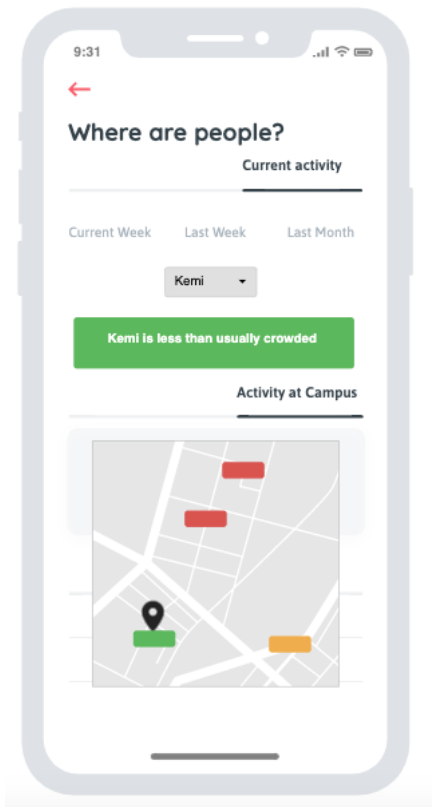 9:31
Where are people?
Current activity
Current Week Last Week Last Month
Kemi
Kemi is less than usually crowded
Activity at Campus